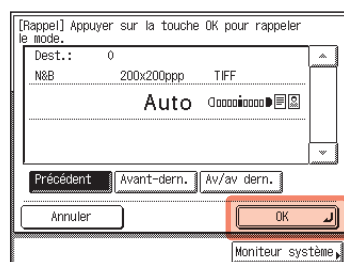 [Rappel] Appuyer sur la touche OK pour rappeler
le mode.
Dest.: 0
N&B 200x200ppp TIFF
Auto
Précédent Avant-dern. Av/av dern.
Annuler OK
Moniteur système